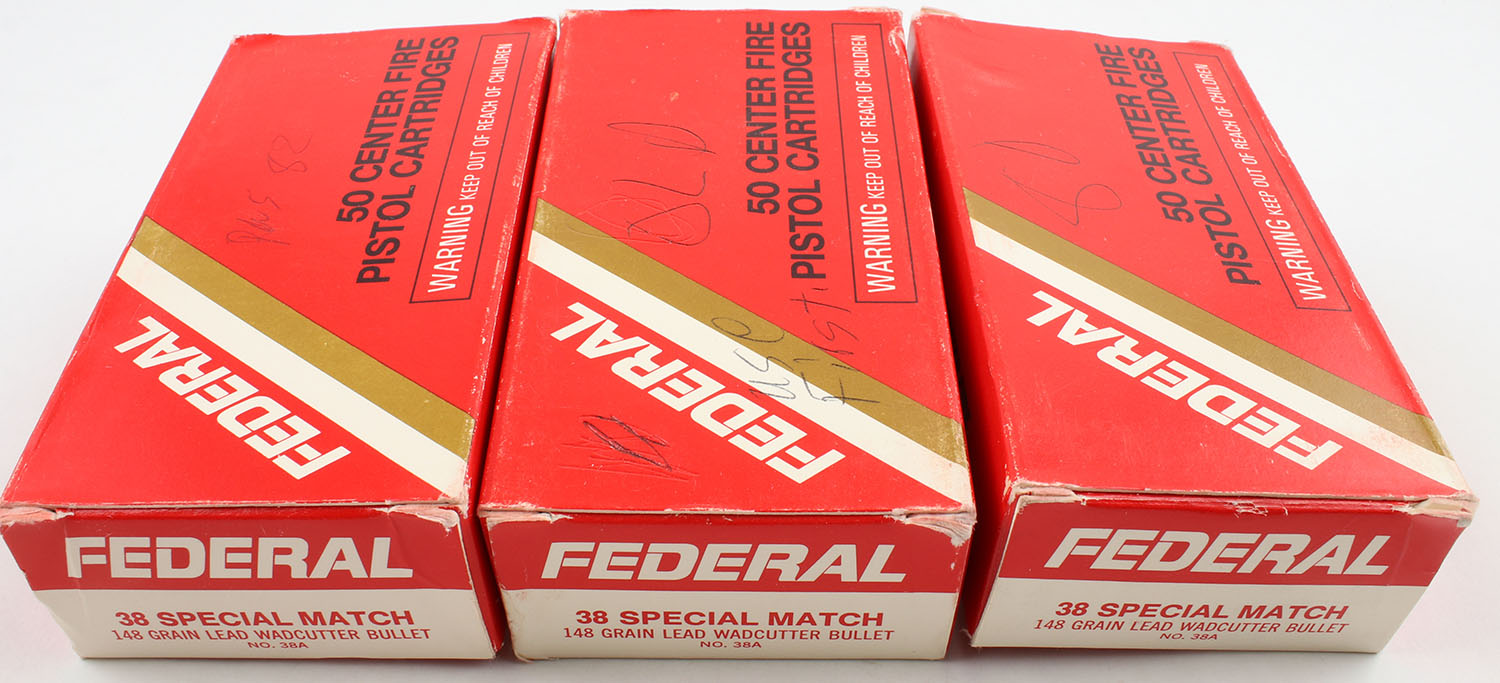 50 CENTER FIRE
PISTOL CARTRIDGES
WARNING KEEP OUT OF REACH OF CHILDREN
FEDERAL
FEDERAL
38 SPECIAL MATCH
148 GRAIN LEAD WADCUTTER BULLET
NO. 38A
50 CENTER FIRE
PISTOL CARTRIDGES
WARNING KEEP OUT OF REACH OF CHILDREN
OLD
use
First.
FEDERAL
FEDERAL
38 SPECIAL MATCH
148 GRAIN LEAD WADCUTTER BULLET
NO. 38A
50 CENTER FIRE
PISTOL CARTRIDGES
WARNING KEEP OUT OF REACH OF CHILDREN
FEDERAL
FEDERAL
38 SPECIAL MATCH
148 GRAIN LEAD WADCUTTER BULLET
NO. 38A